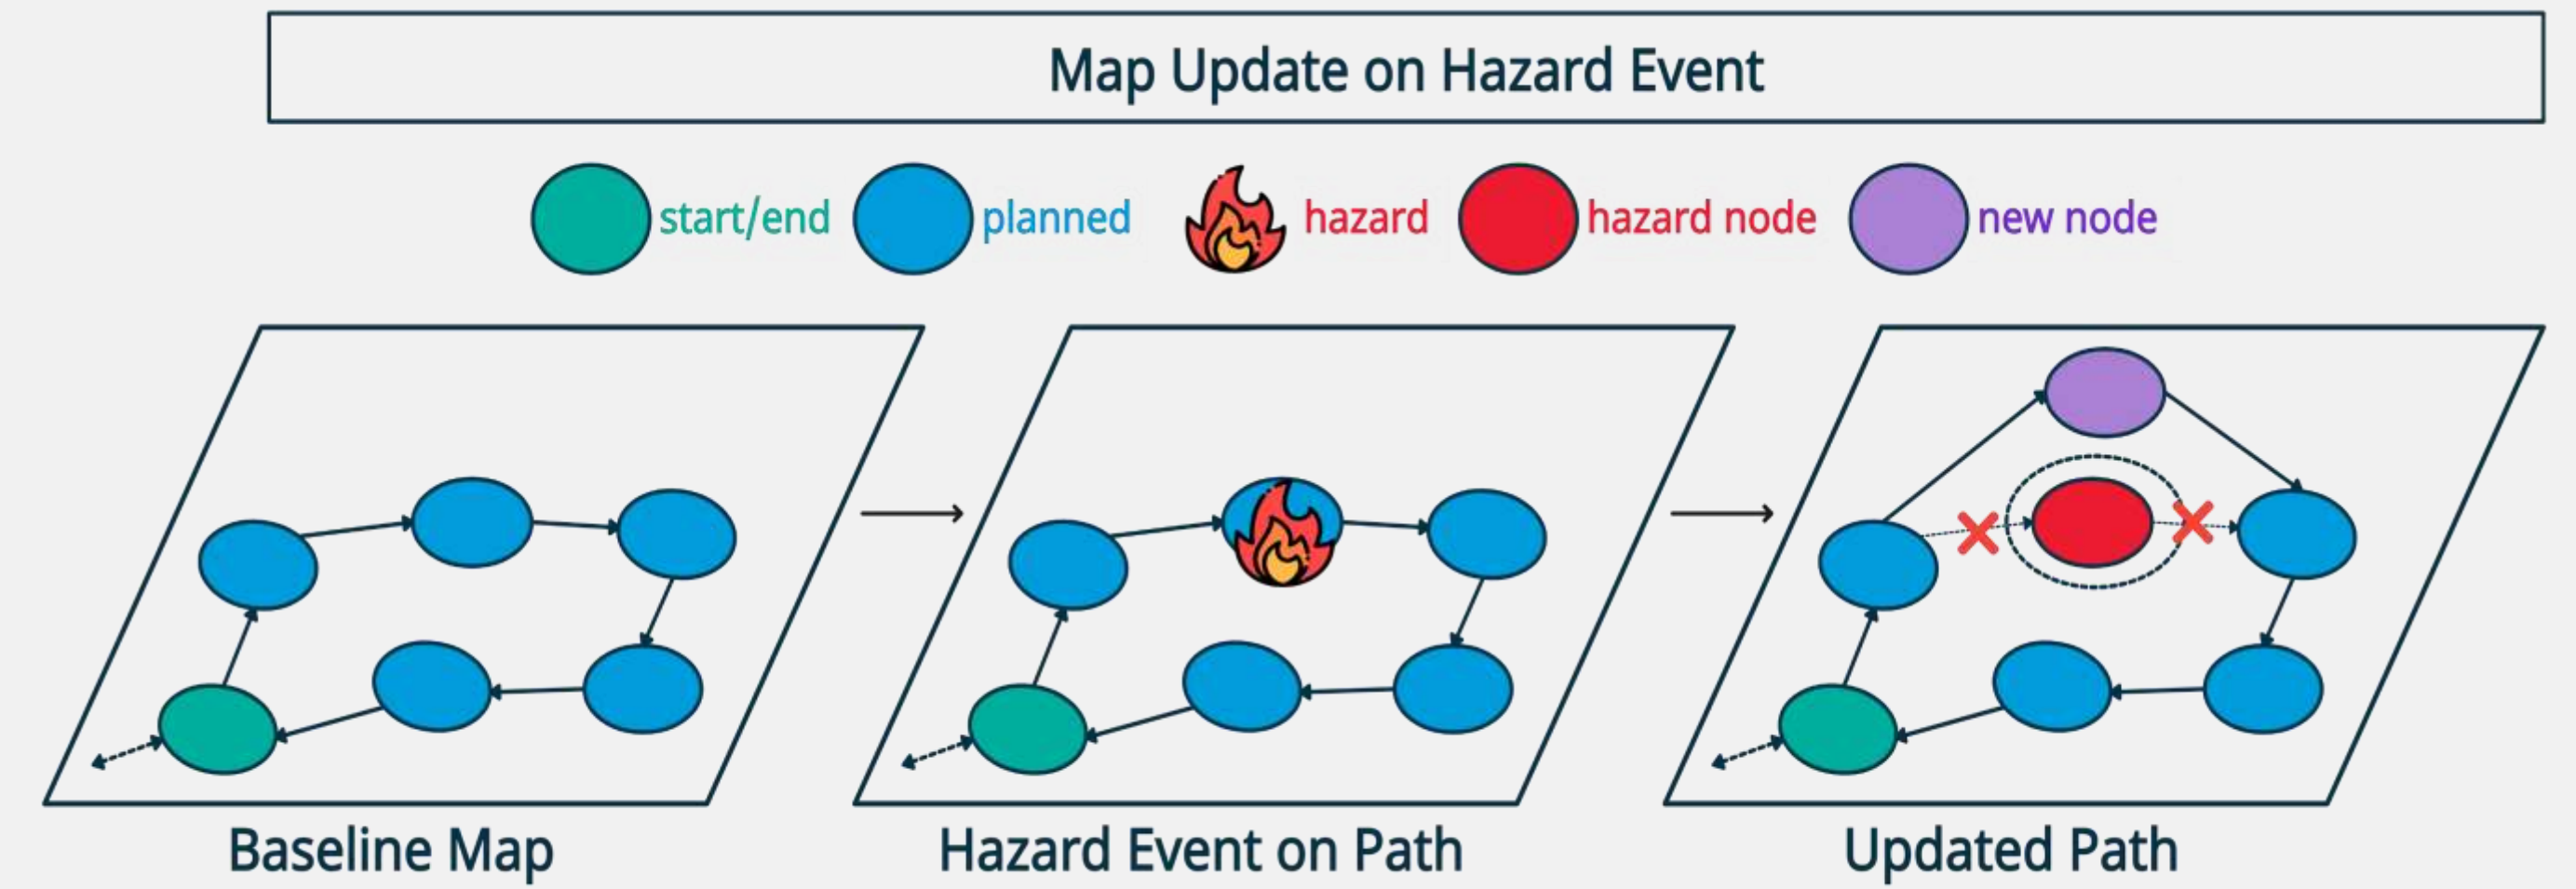 Map Update on Hazard Event
start/end planned hazard hazard node new node
Baseline Map Hazard Event on Path Updated Path